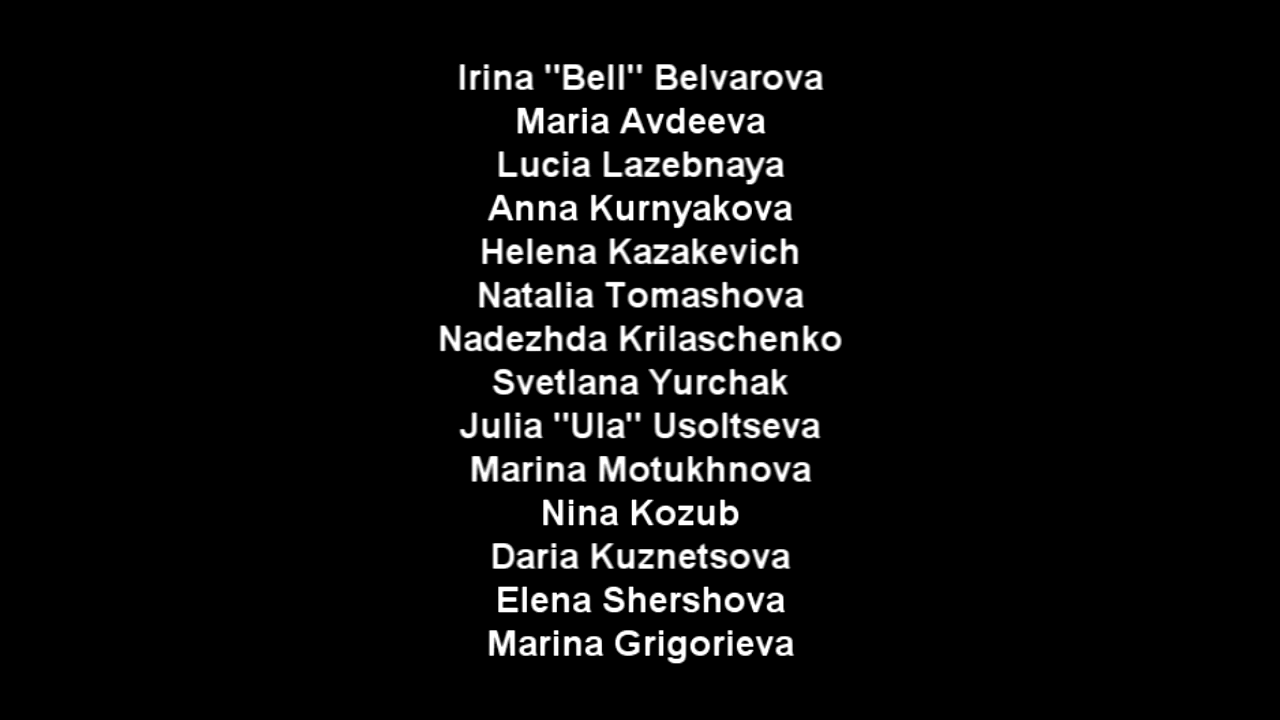 Irina "Bell" Belvarova
Maria Avdeeva
Lucia Lazebnaya
Anna Kurnyakova
Helena Kazakevich
Natalia Tomashova
Nadezhda Krilaschenko
Svetlana Yurchak
Julia "Ula" Usoltseva
Marina Motukhnova
Nina Kozub
Daria Kuznetsova
Elena Shershova
Marina Grigorieva